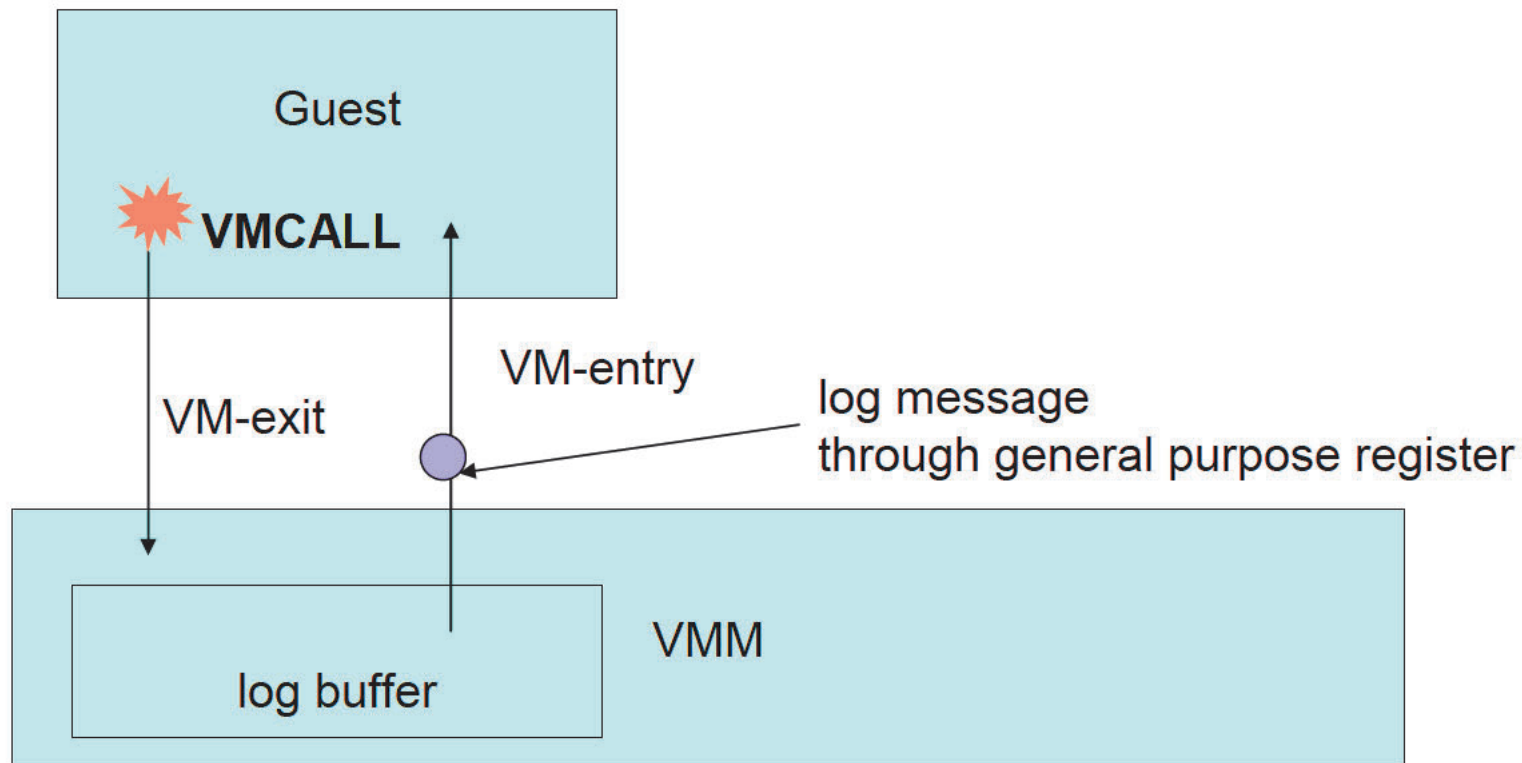 Guest
VMCALL
VM-entry
VM-exit
log message
through general purpose register
VMM
log buffer